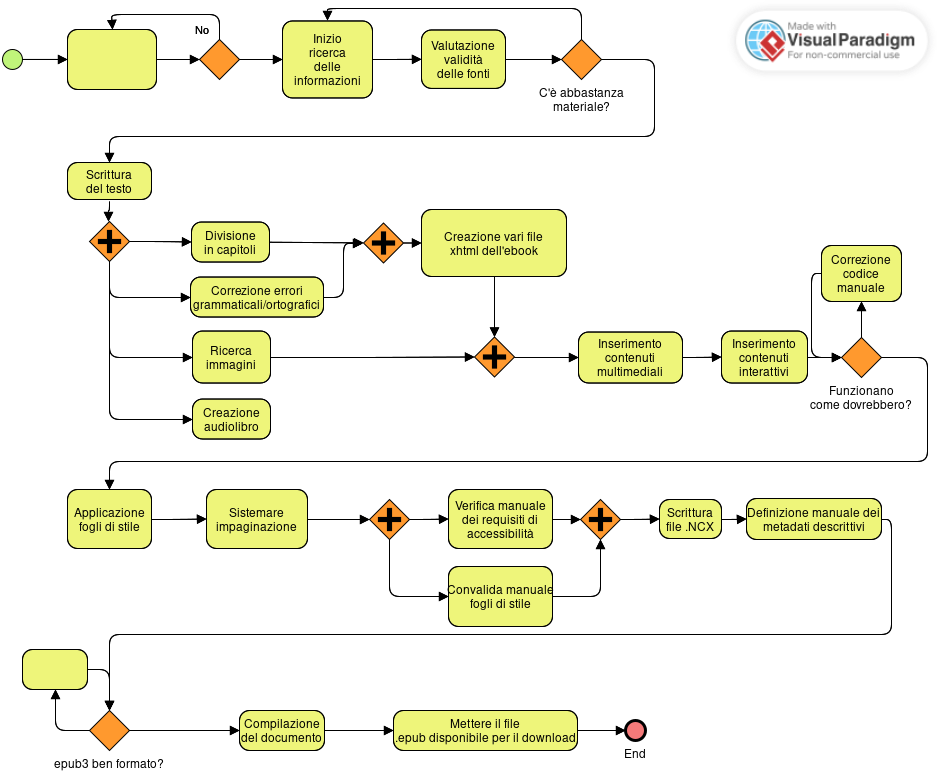 Made with
VisualParadigm
For non-commercial use
No
Inizio
ricerca
delle
informazioni
Valutazione
validità
delle fonti
C'è abbastanza
materiale?
Scrittura
del testo
Divisione
in capitoli
Creazione vari file
xhtml dell'ebook
Correzione
codice
manuale
Correzione errori
grammaticali/ortografici
Ricerca
immagini
Inserimento
contenuti
multimediali
Inserimento
contenuti
interattivi
Funzionano
come dovrebbero?
Creazione
audiolibro
Applicazione
fogli di stile
Sistemare
impaginazione
Verifica manuale
dei requisiti di
accessibilità
Scrittura
file .NCX
Definizione manuale dei
metadati descrittivi
Convalida manuale
fogli di stile
epub3 ben formato?
Compilazione
del documento
Mettere il file
.epub disponibile per il download
End